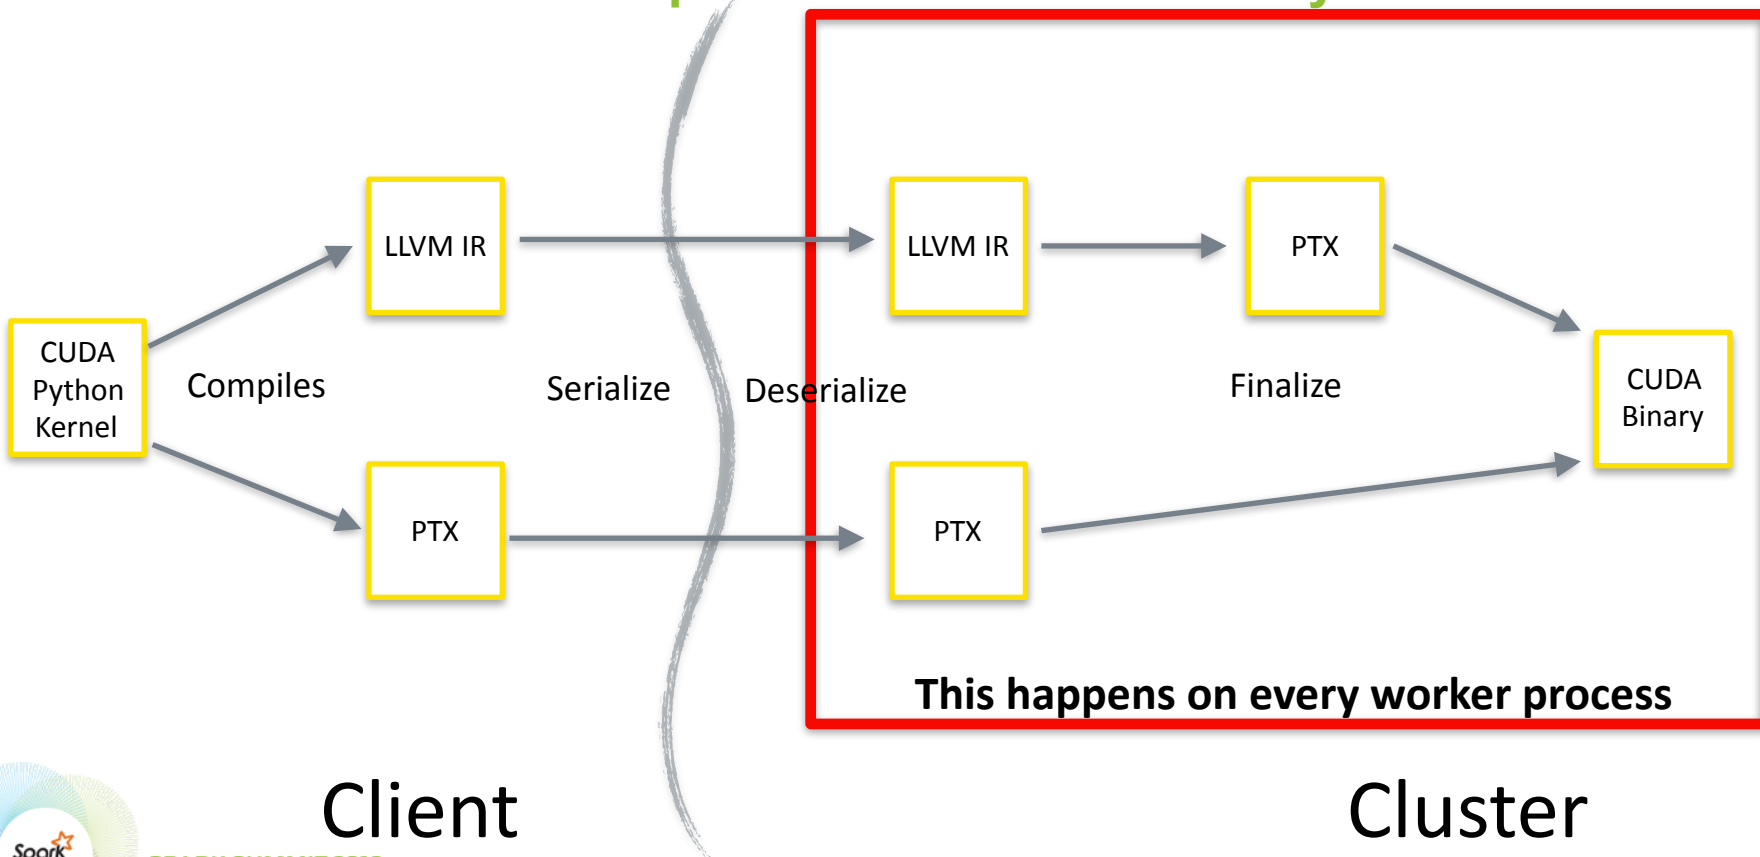 LLVM IR
LLVM IR
PTX
CUDA
Python
Kernel
Compiles
Serialize
Deserialize
Finalize
CUDA
Binary
PTX
PTX
This happens on every worker process
Client
Cluster
Spark